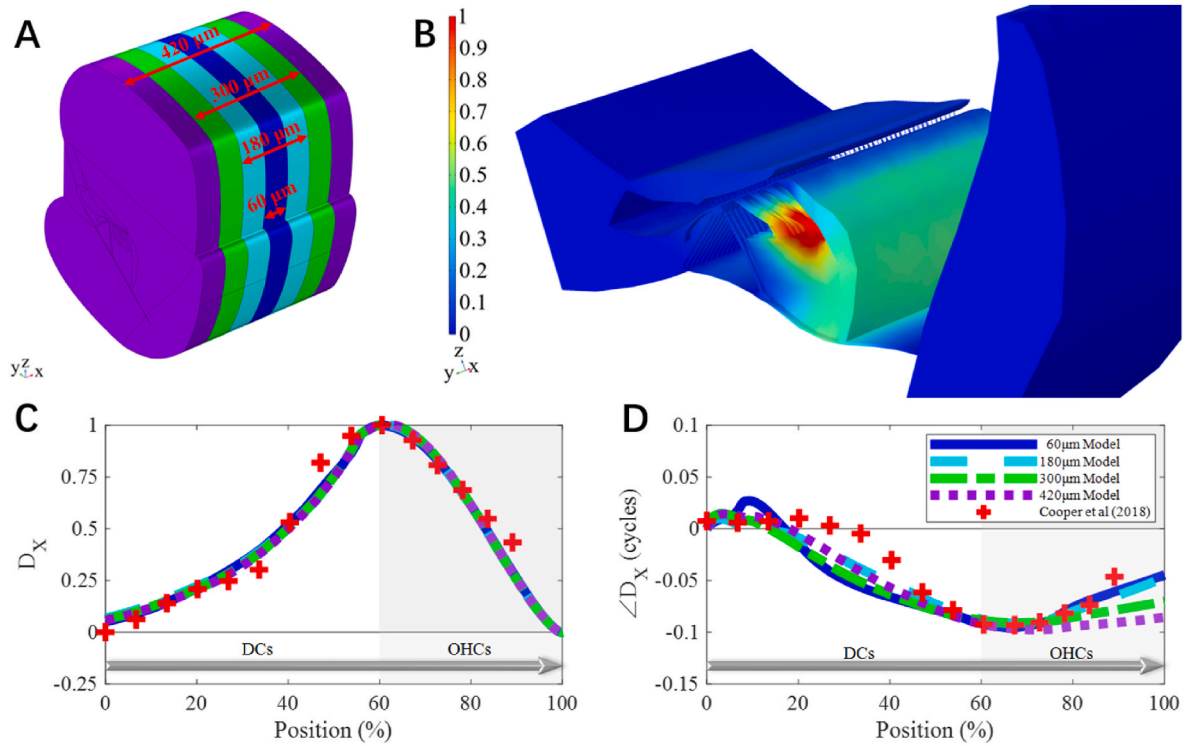 A
420 μm
300 μm
180 μm
60 μm
y z x
B
1
0.9
0.8
0.7
0.6
0.5
0.4
0.3
0.2
0.1
0
z
y x
C
1
0.75
0.5
0.25
0
-0.25
D_X
DCs
OHCs
0 20 40 60 80 100
Position (%)
D
0.1
0.05
0
-0.05
-0.1
-0.15
∠D_X (cycles)
60μm Model
180μm Model
300μm Model
420μm Model
Cooper et al (2018)
DCs
OHCs
0 20 40 60 80 100
Position (%)